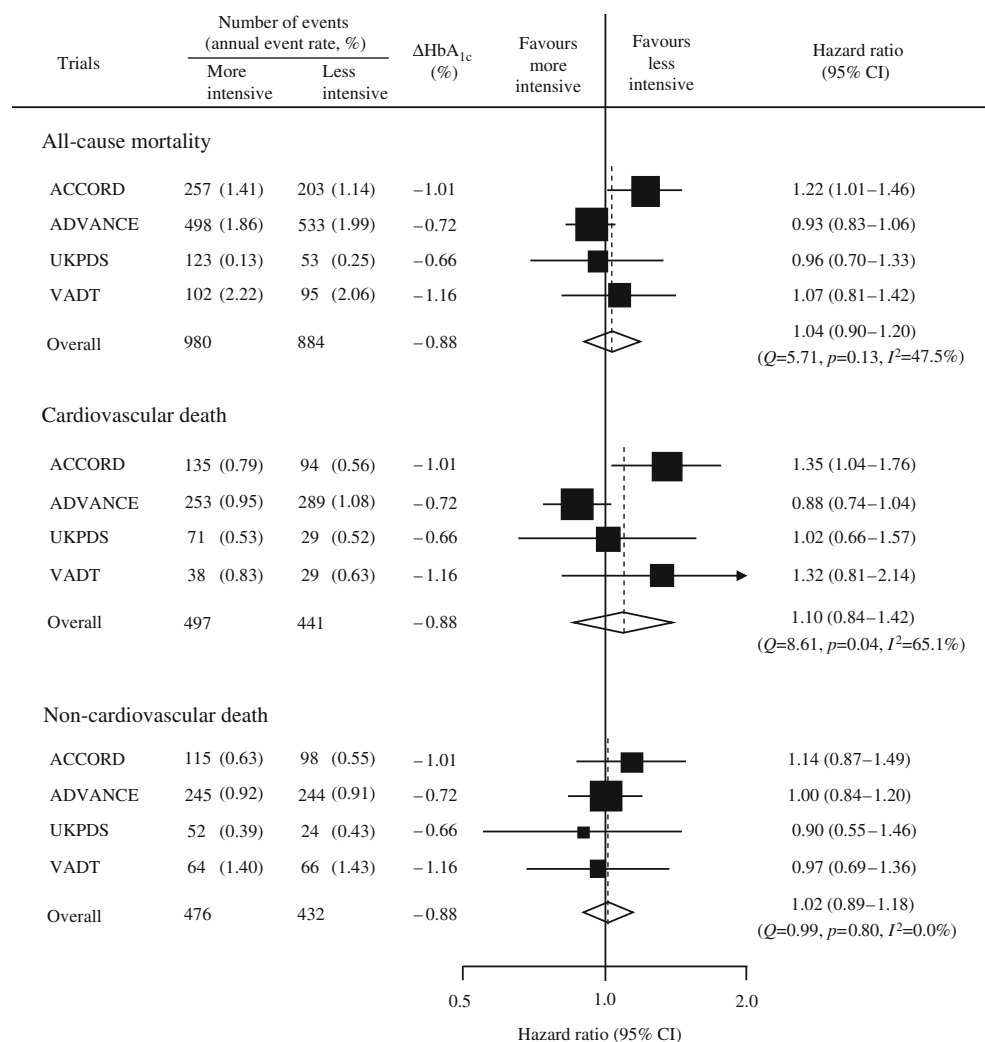 Trials
Number of events
(annual event rate, %)
More intensive
Less intensive
ΔHbA1c
(%)
Favours more intensive
Favours less intensive
Hazard ratio
(95% CI)
All-cause mortality
ACCORD 257 (1.41) 203 (1.14) −1.01 1.22 (1.01–1.46)
ADVANCE 498 (1.86) 533 (1.99) −0.72 0.93 (0.83–1.06)
UKPDS 123 (0.13) 53 (0.25) −0.66 0.96 (0.70–1.33)
VADT 102 (2.22) 95 (2.06) −1.16 1.07 (0.81–1.42)
Overall 980 884 −0.88 1.04 (0.90–1.20)
(Q=5.71, p=0.13, I²=47.5%)
Cardiovascular death
ACCORD 135 (0.79) 94 (0.56) −1.01 1.35 (1.04–1.76)
ADVANCE 253 (0.95) 289 (1.08) −0.72 0.88 (0.74–1.04)
UKPDS 71 (0.53) 29 (0.52) −0.66 1.02 (0.66–1.57)
VADT 38 (0.83) 29 (0.63) −1.16 1.32 (0.81–2.14)
Overall 497 441 −0.88 1.10 (0.84–1.42)
(Q=8.61, p=0.04, I²=65.1%)
Non-cardiovascular death
ACCORD 115 (0.63) 98 (0.55) −1.01 1.14 (0.87–1.49)
ADVANCE 245 (0.92) 244 (0.91) −0.72 1.00 (0.84–1.20)
UKPDS 52 (0.39) 24 (0.43) −0.66 0.90 (0.55–1.46)
VADT 64 (1.40) 66 (1.43) −1.16 0.97 (0.69–1.36)
Overall 476 432 −0.88 1.02 (0.89–1.18)
(Q=0.99, p=0.80, I²=0.0%)
0.5 1.0 2.0
Hazard ratio (95% CI)